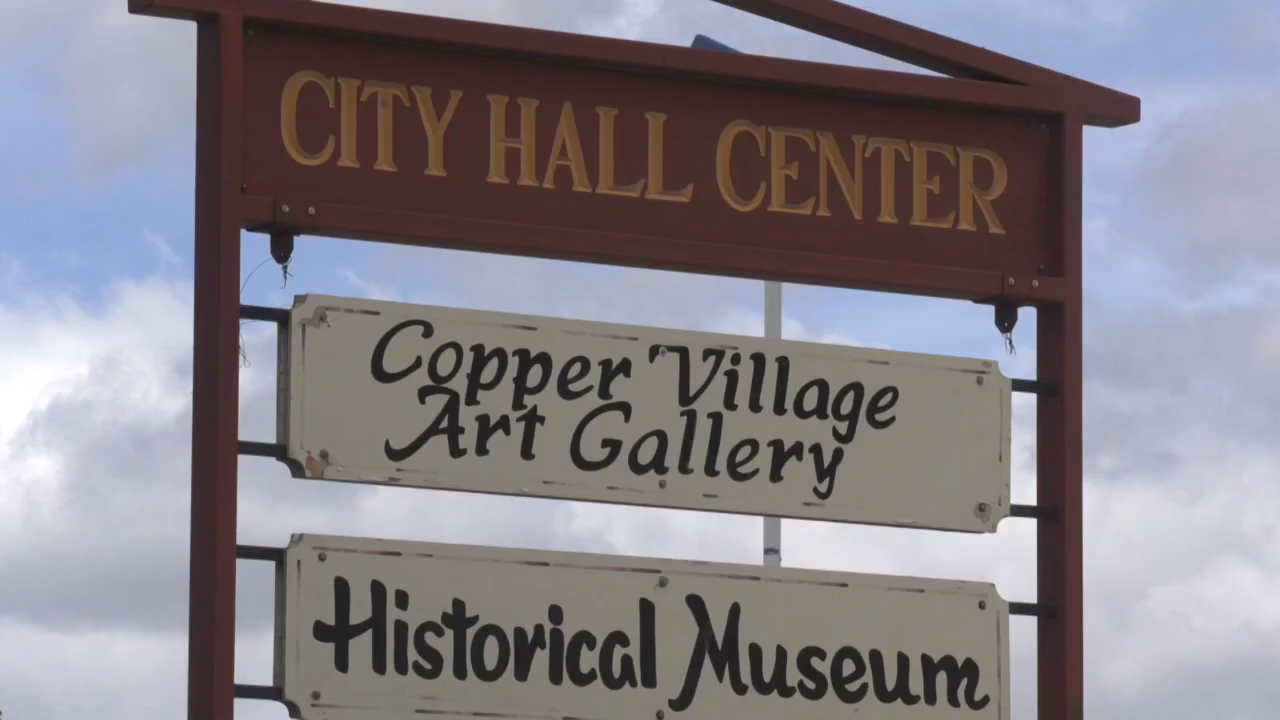 CITY HALL CENTER
Copper Village
Art Gallery
Historical Museum